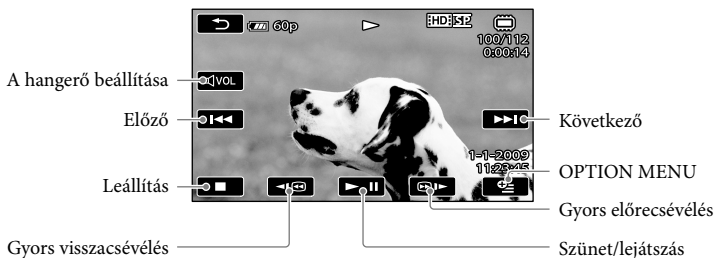 60p
HD SP
100/112
0:00:14
A hangerő beállítása
VOL
Előző
Következő
1-1-2009
11:23:45
OPTION MENU
Leállítás
Gyors előrecsévélés
Gyors visszacsévélés
Szünet/lejátszás